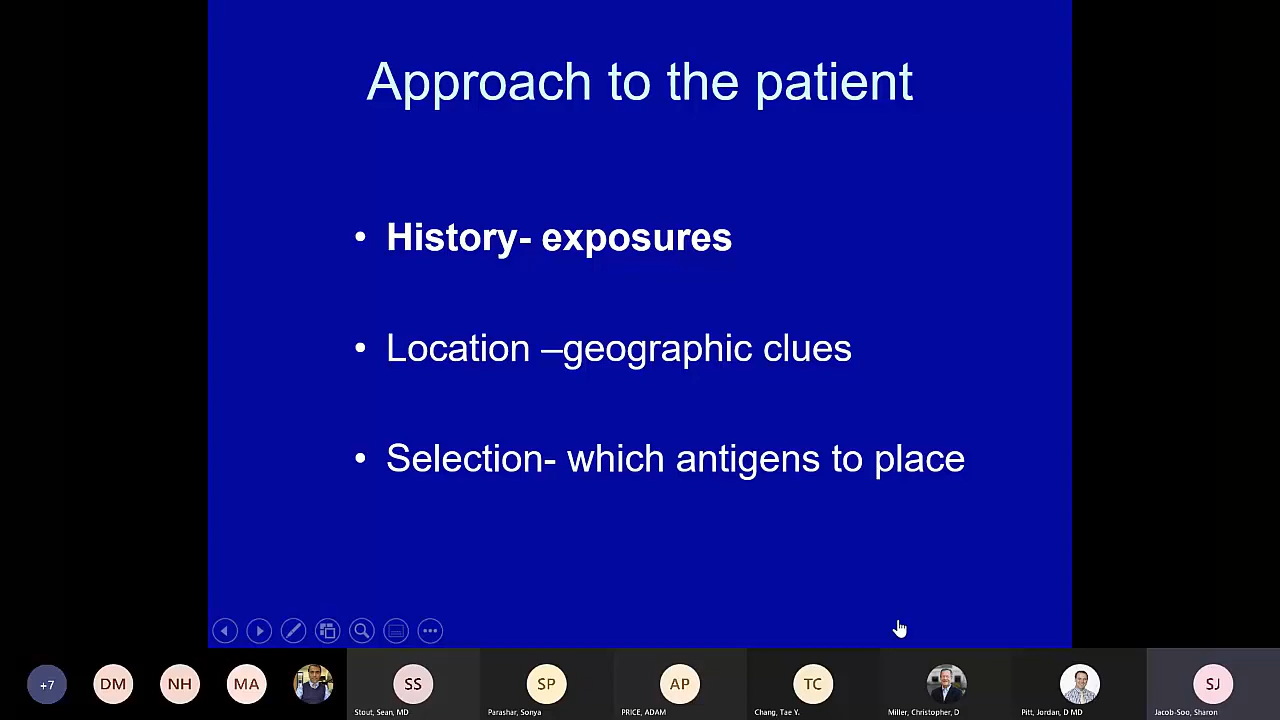 Approach to the patient
• History- exposures
• Location –geographic clues
• Selection- which antigens to place
+7
DM
NH
MA
SS
Stout, Sean, MD
SP
Parashar, Sonya
AP
PRICE, ADAM
TC
Chang, Tae Y.
Miller, Christopher, D
Pitt, Jordan, D MD
SJ
Jacob-Soo, Sharon